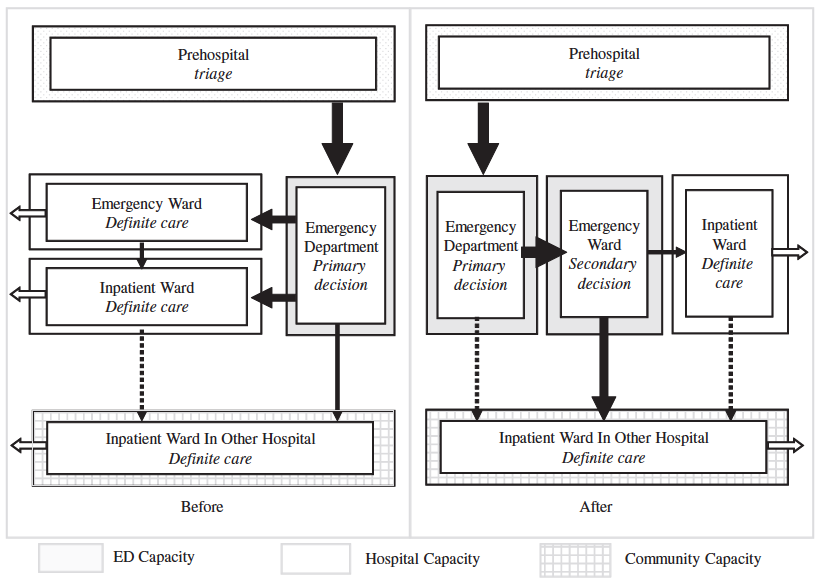 Prehospital
triage
Emergency Ward
Definite care
Inpatient Ward
Definite care
Emergency
Department
Primary
decision
Inpatient Ward In Other Hospital
Definite care
Before
Prehospital
triage
Emergency
Department
Primary
decision
Emergency
Ward
Secondary
decision
Inpatient
Ward
Definite
care
Inpatient Ward In Other Hospital
Definite care
After
ED Capacity
Hospital Capacity
Community Capacity